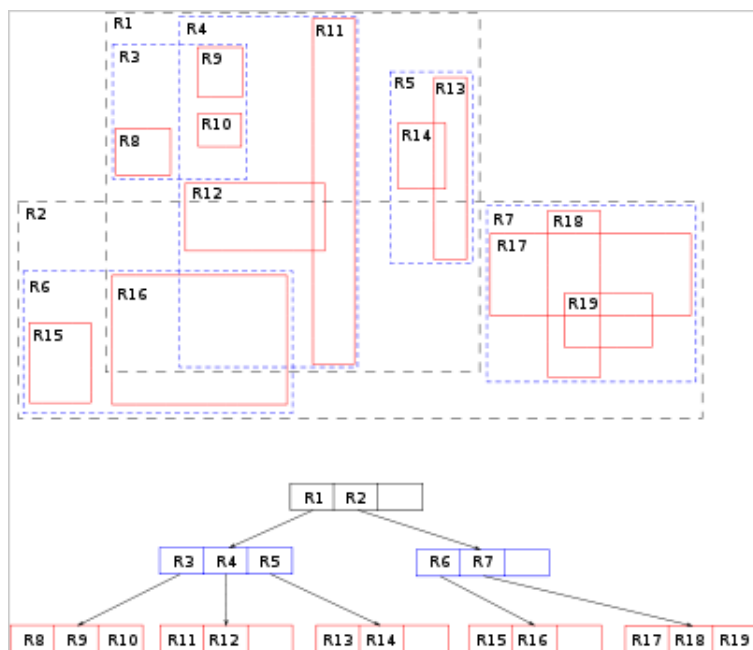 R1 R4 R11
R3 R9
R5 R13
R10 R14
R8
R12
R2 R7 R18
R17
R6
R16 R19
R15
R1 R2
R3 R4 R5 R6 R7
R8 R9 R10 R11 R12 R13 R14 R15 R16 R17 R18 R19